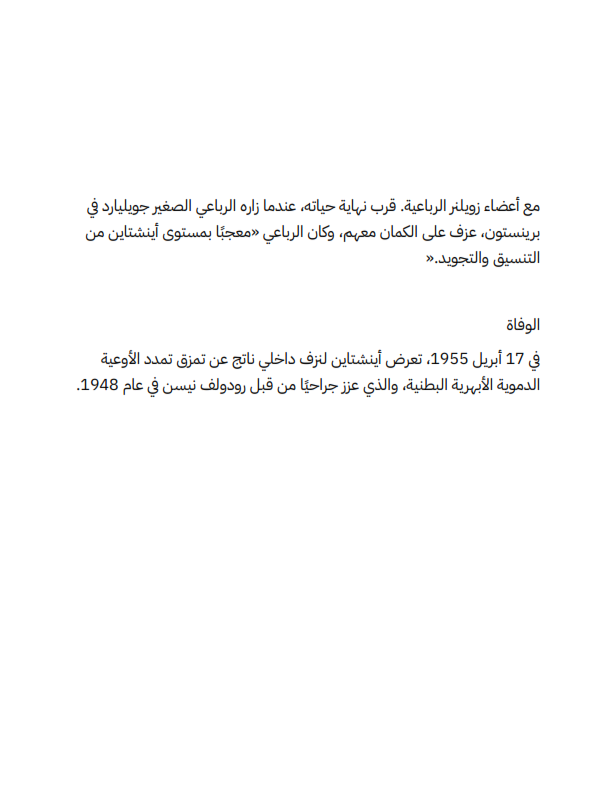 مع أعضاء زويلنر الرباعية. قرب نهاية حياته، عندما زاره الرباعي الصغير جويليارد في
برينستون، عزف على الكمان معهم، وكان الرباعي «معجبًا بمستوى أينشتاين من
التنسيق والتجويد.»
الوفاة
في 17 أبريل 1955، تعرض أينشتاين لنزف داخلي ناتج عن تمزق تمدد الأوعية
الدموية الأبهرية البطنية، والذي عزز جراحيًا من قبل رودولف نيسن في عام 1948.